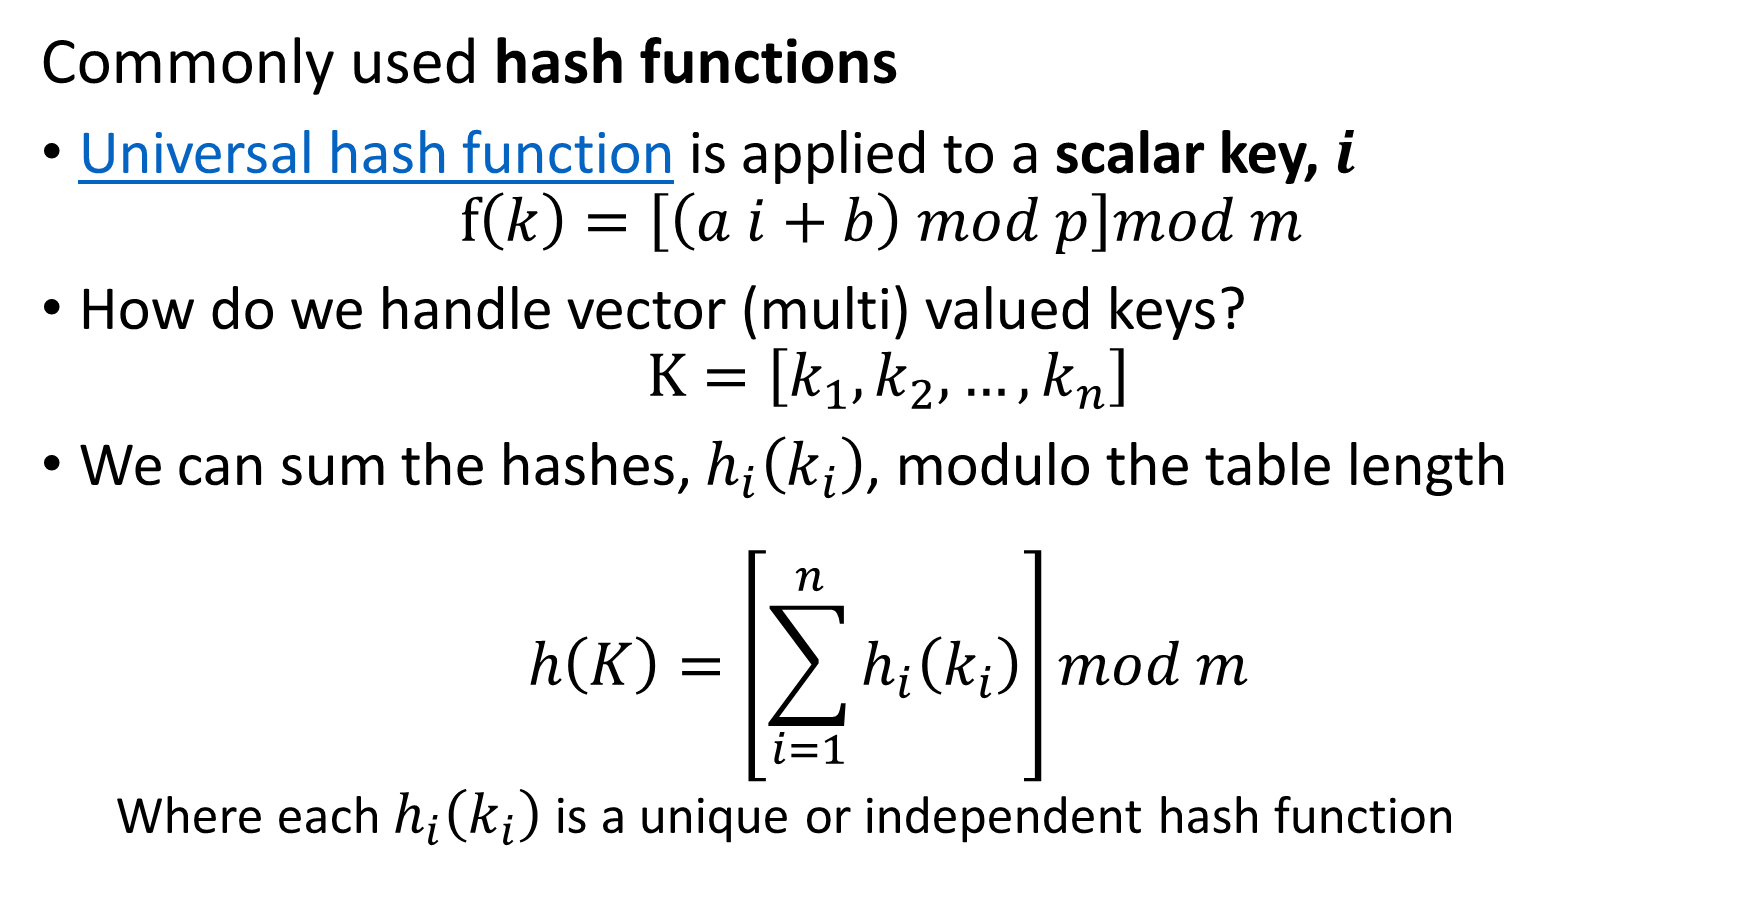 Commonly used hash functions
• Universal hash function is applied to a scalar key, i
f(k) = [(a i + b) mod p]mod m
• How do we handle vector (multi) valued keys?
K = [k₁, k₂, … , kₙ]
• We can sum the hashes, hᵢ(kᵢ), modulo the table length
h(K) = [∑ᵢ₌₁ⁿ hᵢ(kᵢ)] mod m
Where each hᵢ(kᵢ) is a unique or independent hash function